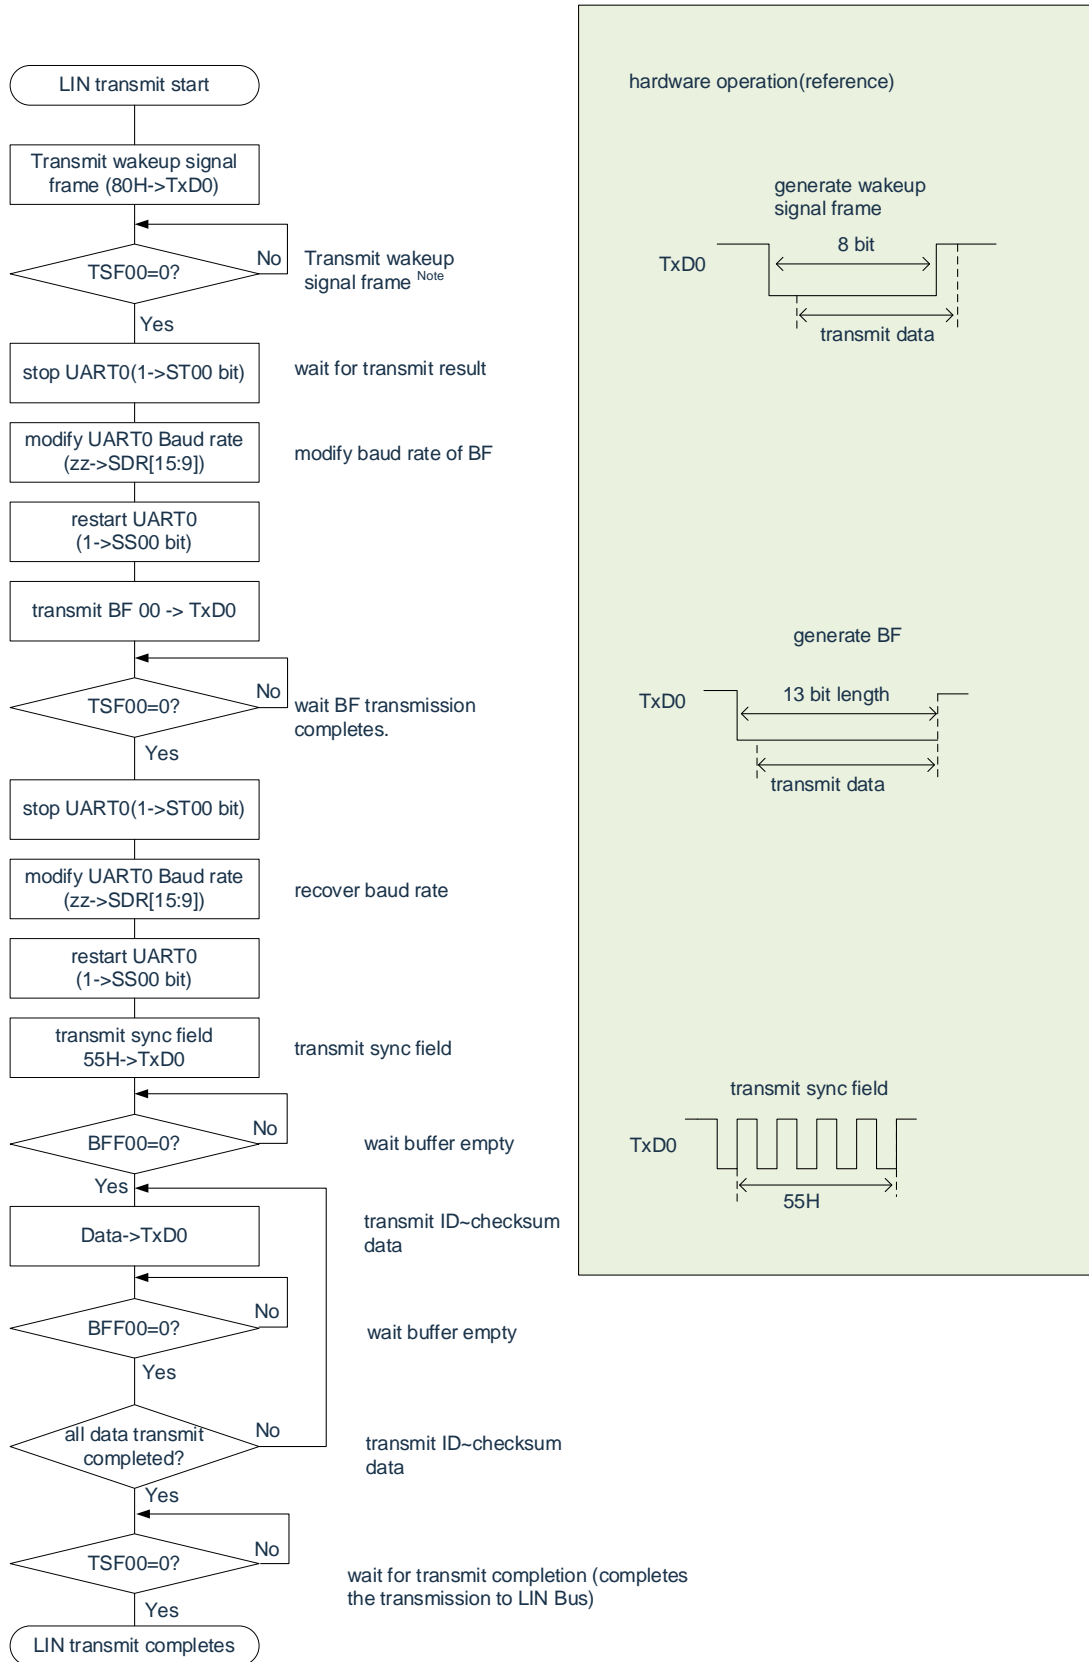 LIN transmit start
Transmit wakeup signal
frame (80H->TxD0)
TSF00=0?
No
Transmit wakeup
signal frame Note
Yes
stop UART0(1->ST00 bit)
wait for transmit result
modify UART0 Baud rate
(zz->SDR[15:9])
modify baud rate of BF
restart UART0
(1->SS00 bit)
transmit BF 00 -> TxD0
TSF00=0?
No
wait BF transmission
completes.
Yes
stop UART0(1->ST00 bit)
modify UART0 Baud rate
(zz->SDR[15:9])
recover baud rate
restart UART0
(1->SS00 bit)
transmit sync field
55H->TxD0
transmit sync field
BFF00=0?
No
wait buffer empty
Yes
Data->TxD0
transmit ID~checksum
data
BFF00=0?
No
wait buffer empty
Yes
all data transmit
completed?
No
transmit ID~checksum
data
Yes
TSF00=0?
No
wait for transmit completion (completes
the transmission to LIN Bus)
Yes
LIN transmit completes
hardware operation(reference)
generate wakeup
signal frame
TxD0
8 bit
transmit data
generate BF
TxD0
13 bit length
transmit data
transmit sync field
TxD0
55H